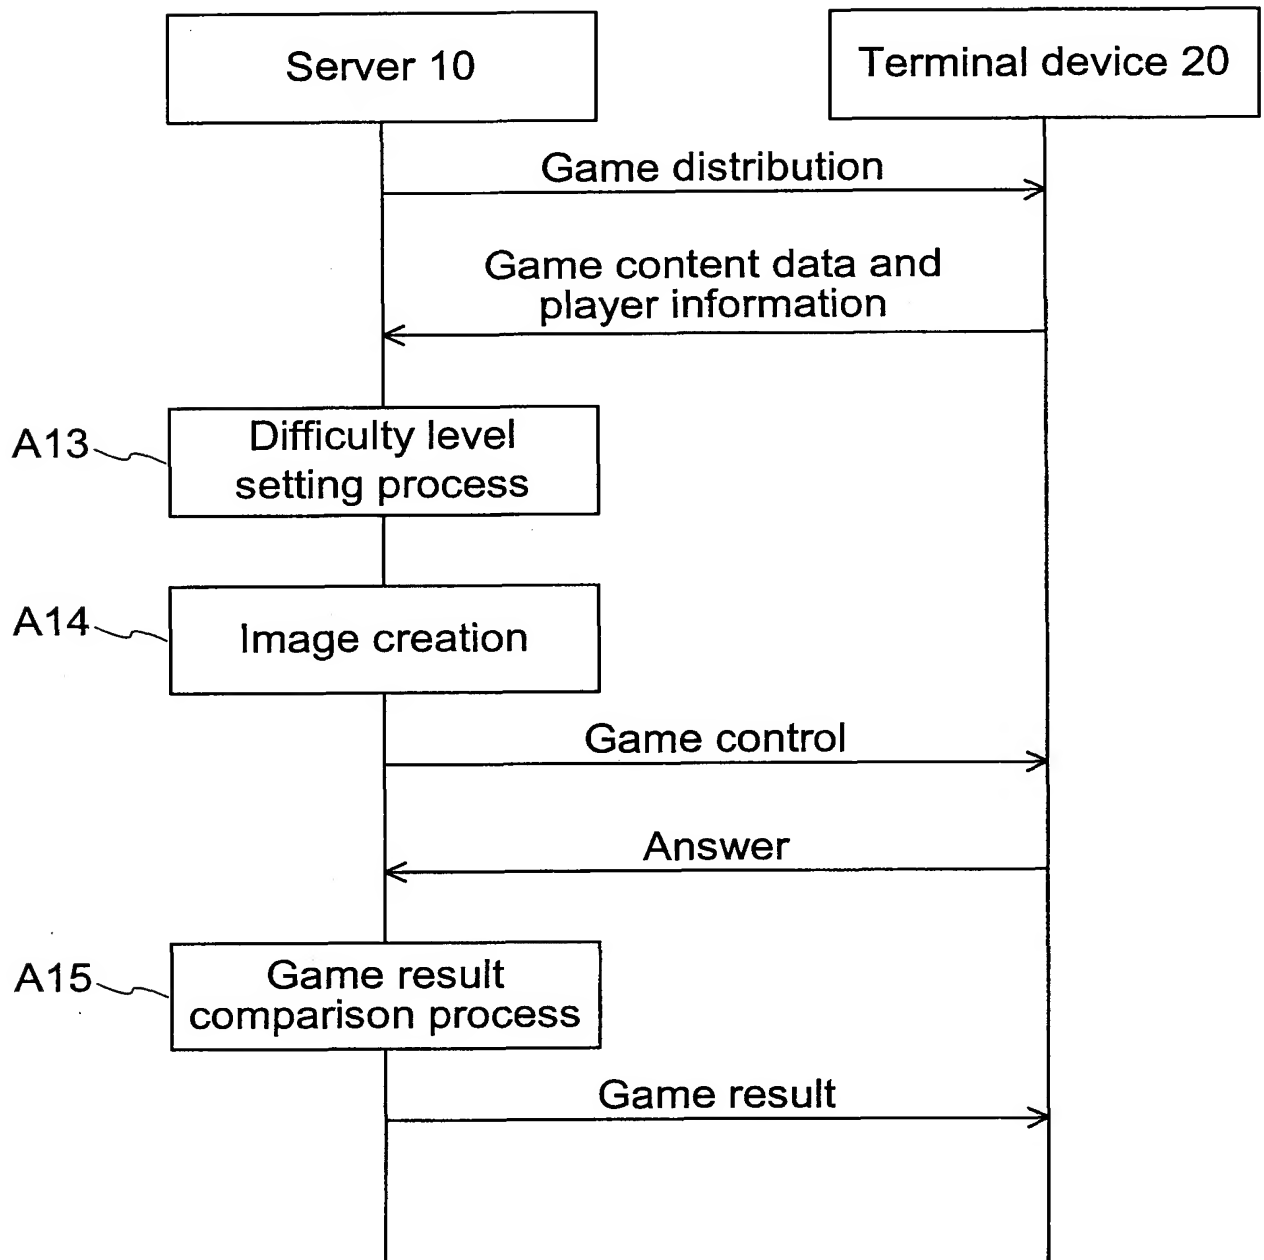 Server 10
Terminal device 20
Game distribution
Game content data and
player information
A13
Difficulty level
setting process
A14
Image creation
Game control
Answer
A15
Game result
comparison process
Game result